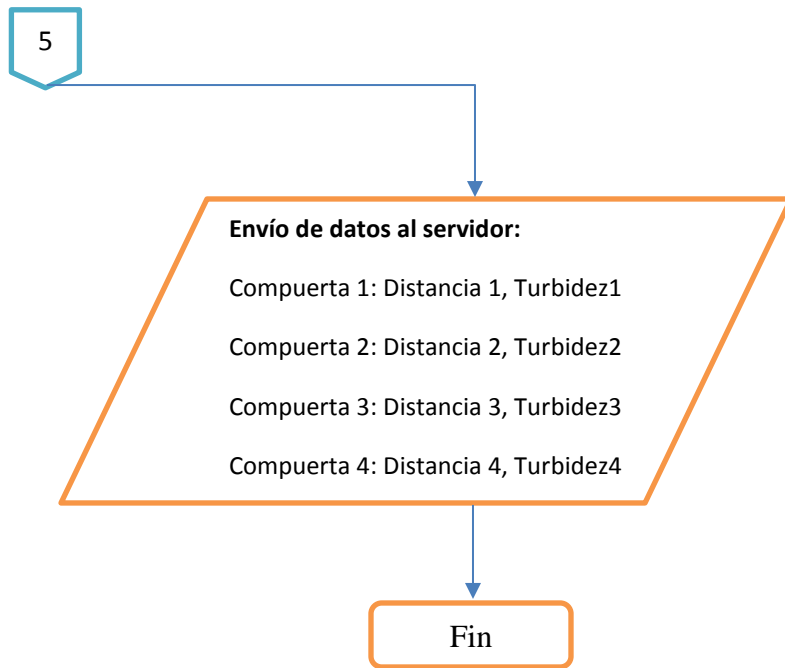 5
Envío de datos al servidor:
Compuerta 1: Distancia 1, Turbidez1
Compuerta 2: Distancia 2, Turbidez2
Compuerta 3: Distancia 3, Turbidez3
Compuerta 4: Distancia 4, Turbidez4
Fin